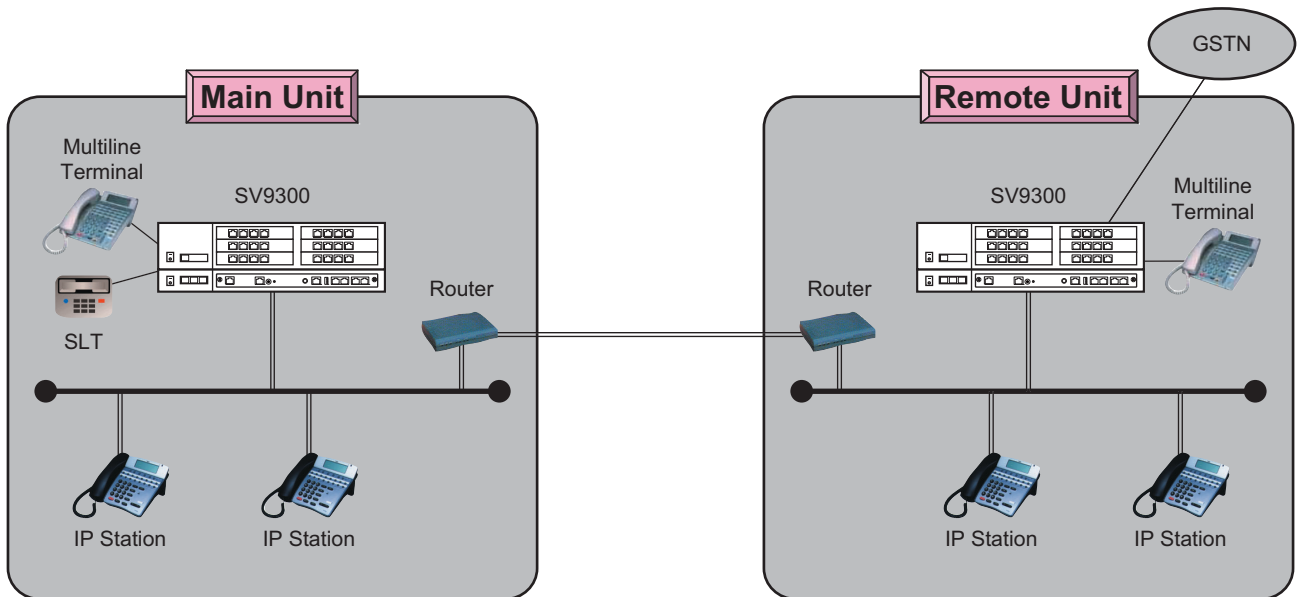 GSTN
Main Unit
Remote Unit
Multiline
Terminal
SV9300
SV9300
Multiline
Terminal
SLT
Router
Router
IP Station
IP Station
IP Station
IP Station